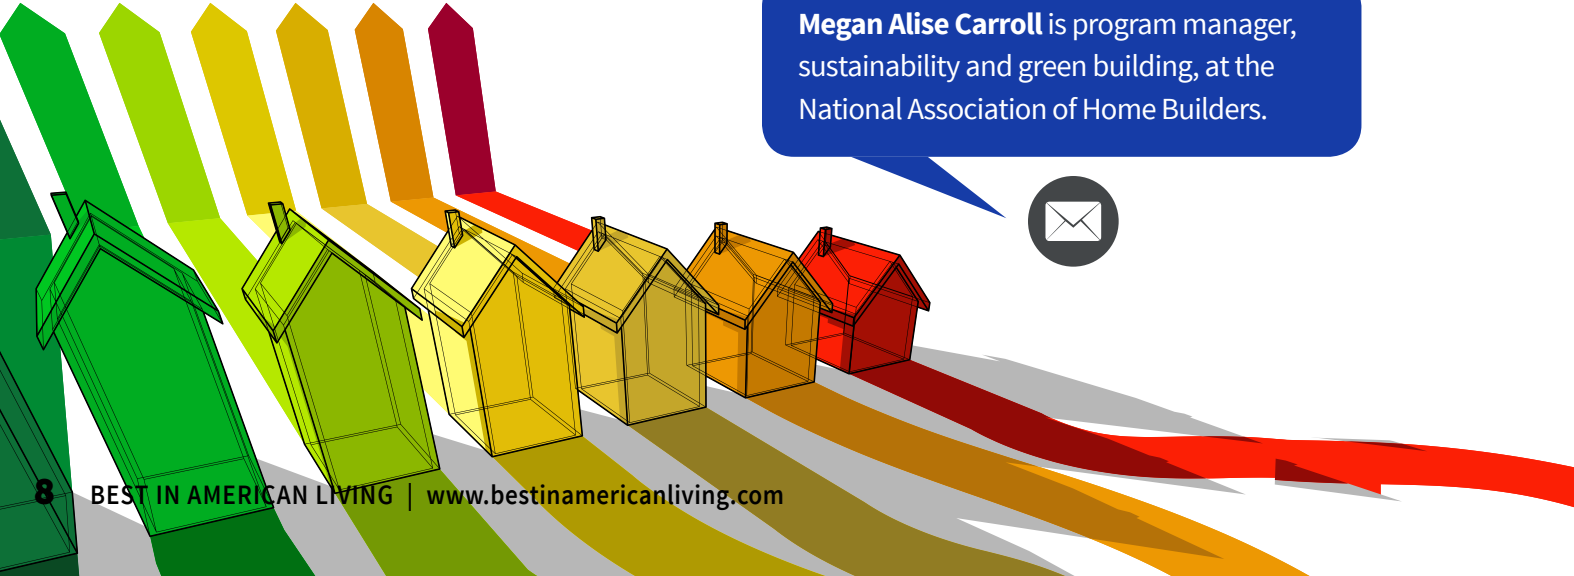 Megan Alise Carroll is program manager,
sustainability and green building, at the
National Association of Home Builders.
8 BEST IN AMERICAN LIVING | www.bestinamericanliving.com